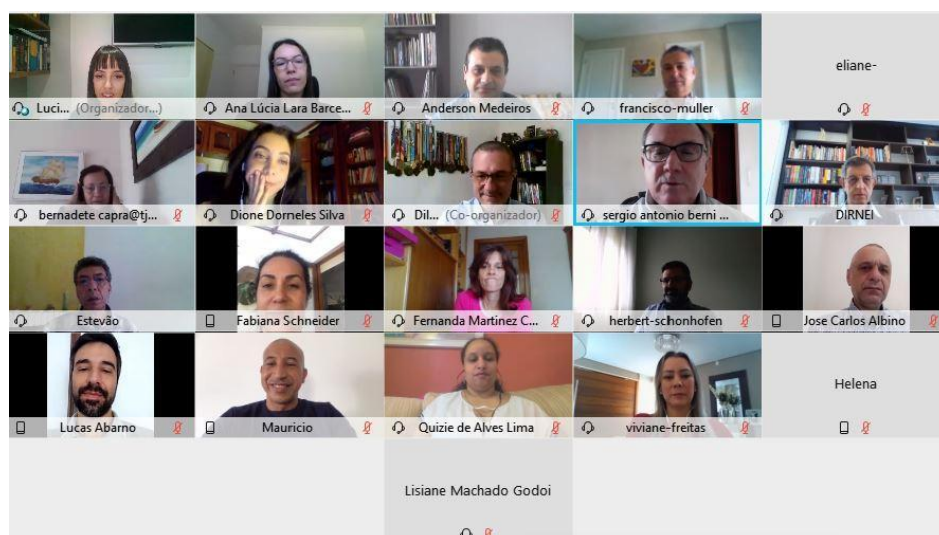 Luci... (Organizador...)
Ana Lúcia Lara Barce...
Anderson Medeiros
francisco-muller
eliane-
bernadete capra@tj...
Dione Dorneles Silva
Dil... (Co-organizador)
sergio antonio berni ...
DIRNEI
Estevão
Fabiana Schneider
Fernanda Martinez C...
herbert-schonhofen
Jose Carlos Albino
Lucas Abarno
Mauricio
Quizie de Alves Lima
viviane-freitas
Helena
Lisiane Machado Godoi